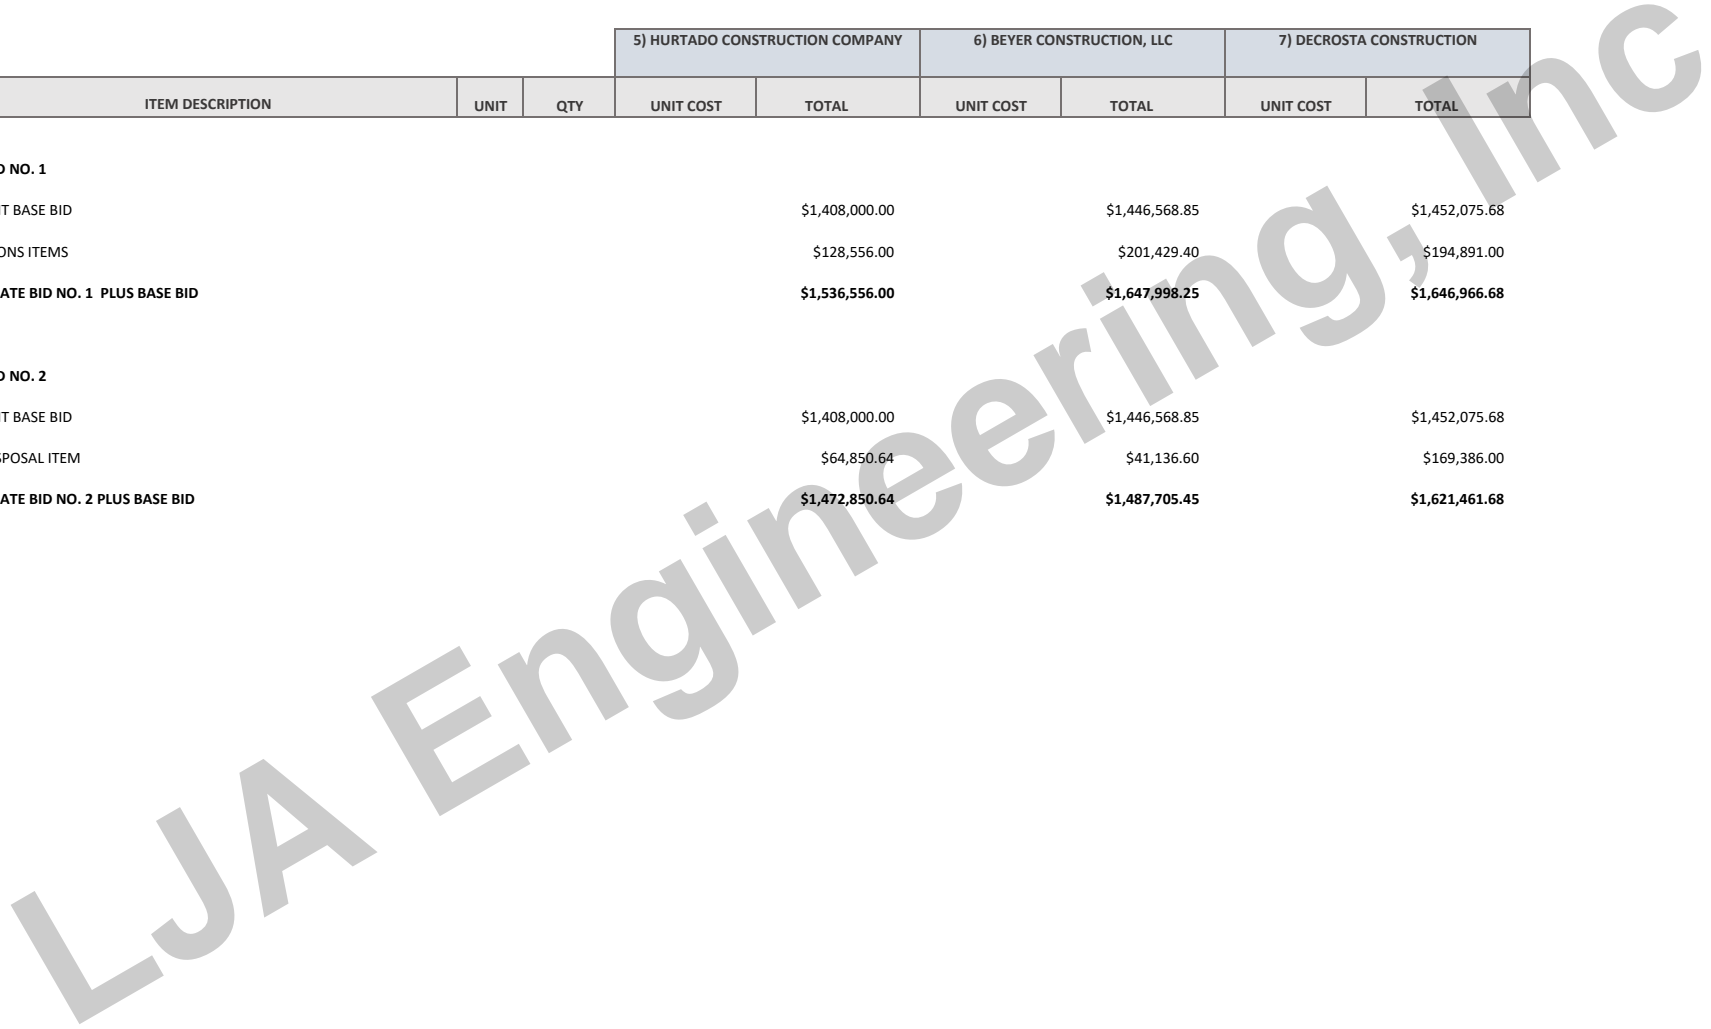 5) HURTADO CONSTRUCTION COMPANY 6) BEYER CONSTRUCTION, LLC 7) DECROSTA CONSTRUCTION
ITEM DESCRIPTION UNIT QTY UNIT COST TOTAL UNIT COST TOTAL UNIT COST TOTAL
D NO. 1
T BASE BID $1,408,000.00 $1,446,568.85 $1,452,075.68
ONS ITEMS $128,556.00 $201,429.40 $194,891.00
ATE BID NO. 1 PLUS BASE BID $1,536,556.00 $1,647,998.25 $1,646,966.68
D NO. 2
T BASE BID $1,408,000.00 $1,446,568.85 $1,452,075.68
SPOSAL ITEM $64,850.64 $41,136.60 $169,386.00
ATE BID NO. 2 PLUS BASE BID $1,472,850.64 $1,487,705.45 $1,621,461.68
LJA Engineering, Inc